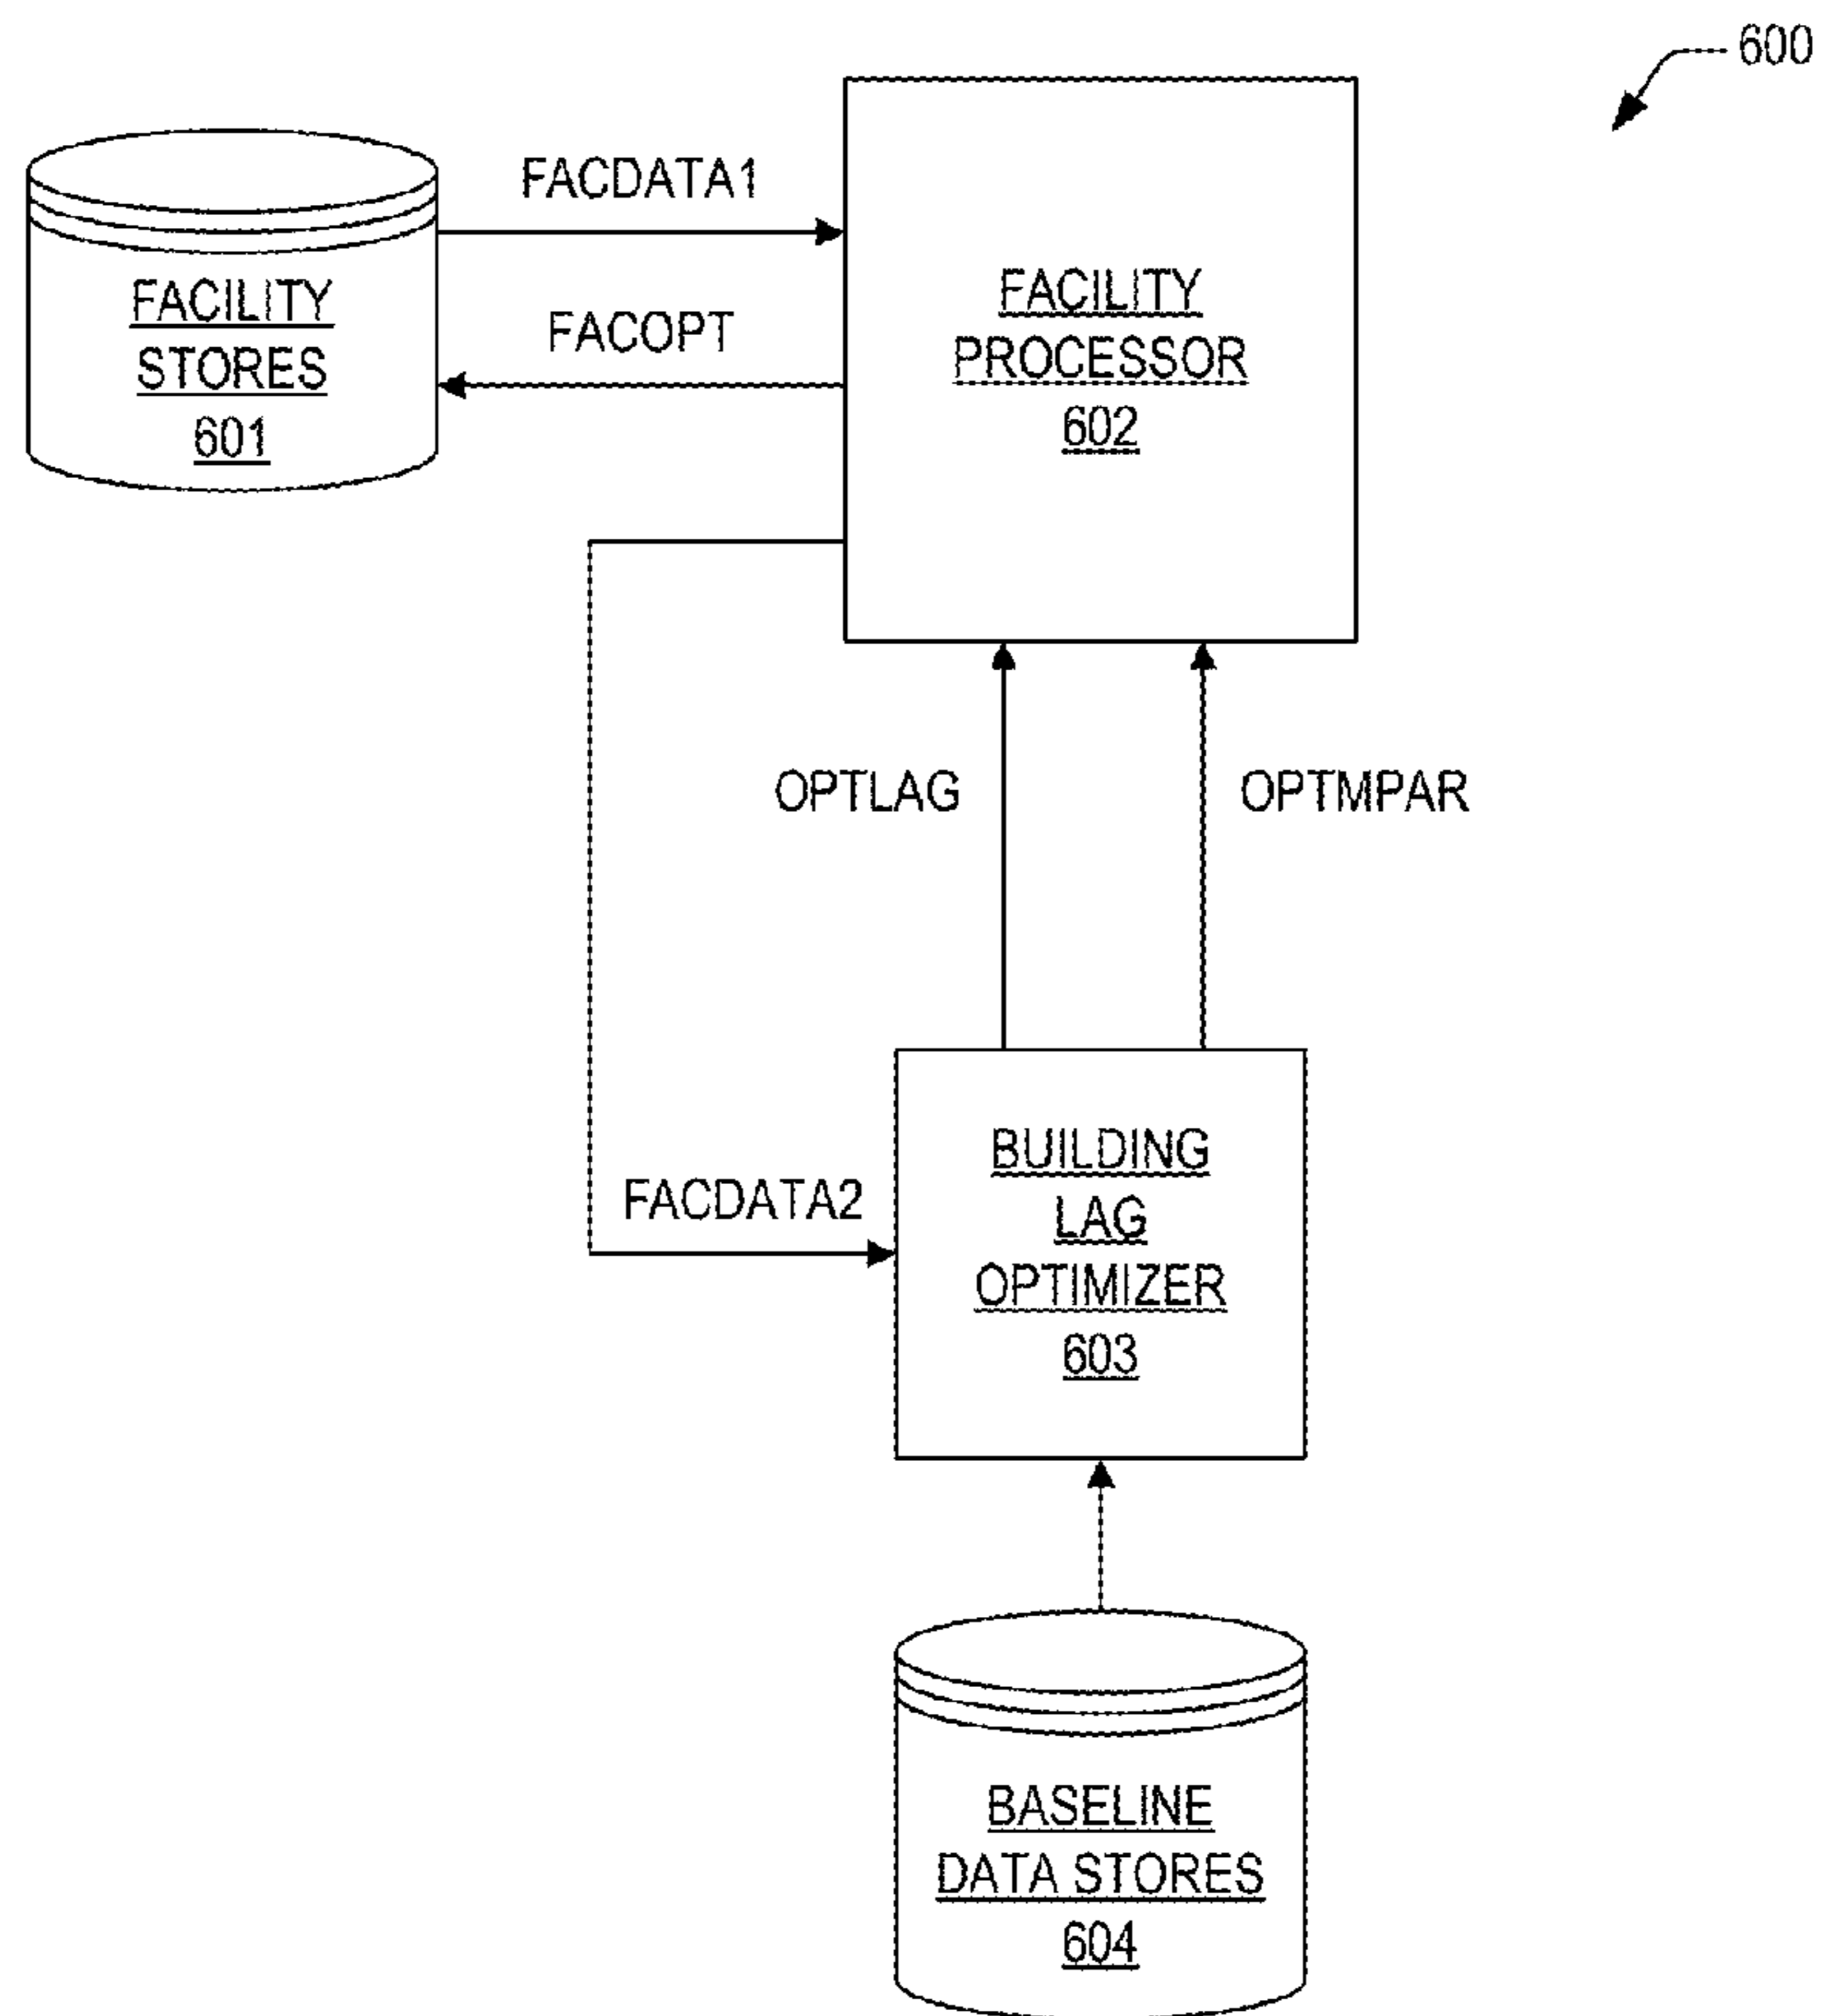 600
FACDATA1
FACILITY
STORES
601
FACOPT
FACILITY
PROCESSOR
602
OPTLAG
OPTMPAR
FACDATA2
BUILDING
LAG
OPTIMIZER
603
BASELINE
DATA STORES
604